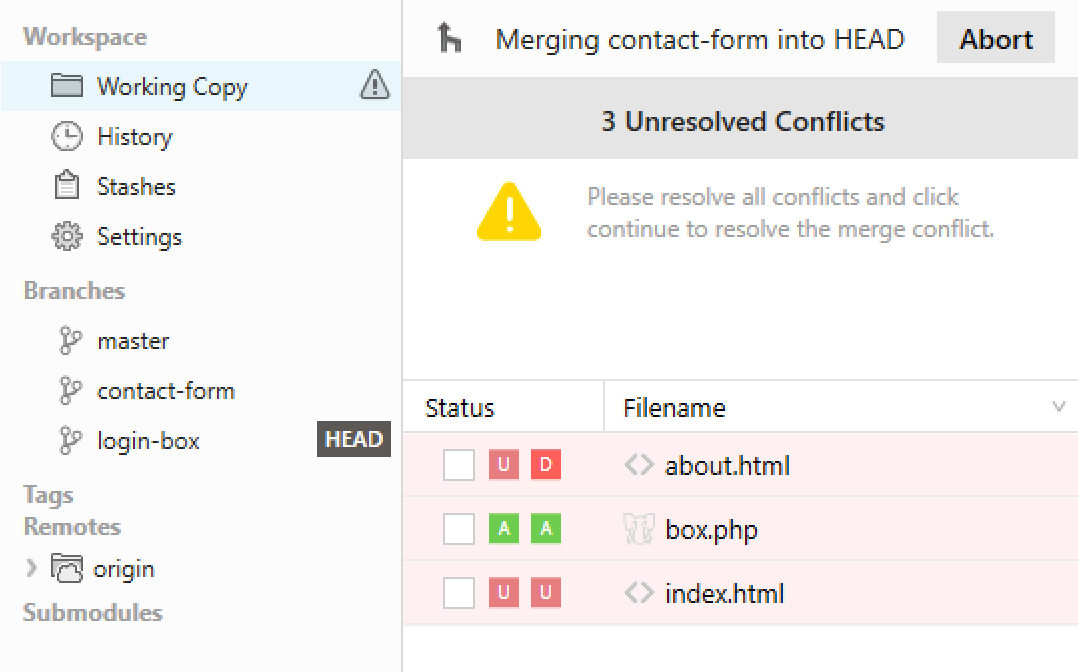 Workspace
Working Copy
History
Stashes
Settings
Branches
master
contact-form
login-box HEAD
Tags
Remotes
origin
Submodules
Merging contact-form into HEAD Abort
3 Unresolved Conflicts
Please resolve all conflicts and click
continue to resolve the merge conflict.
Status Filename
U D about.html
A A box.php
U U index.html